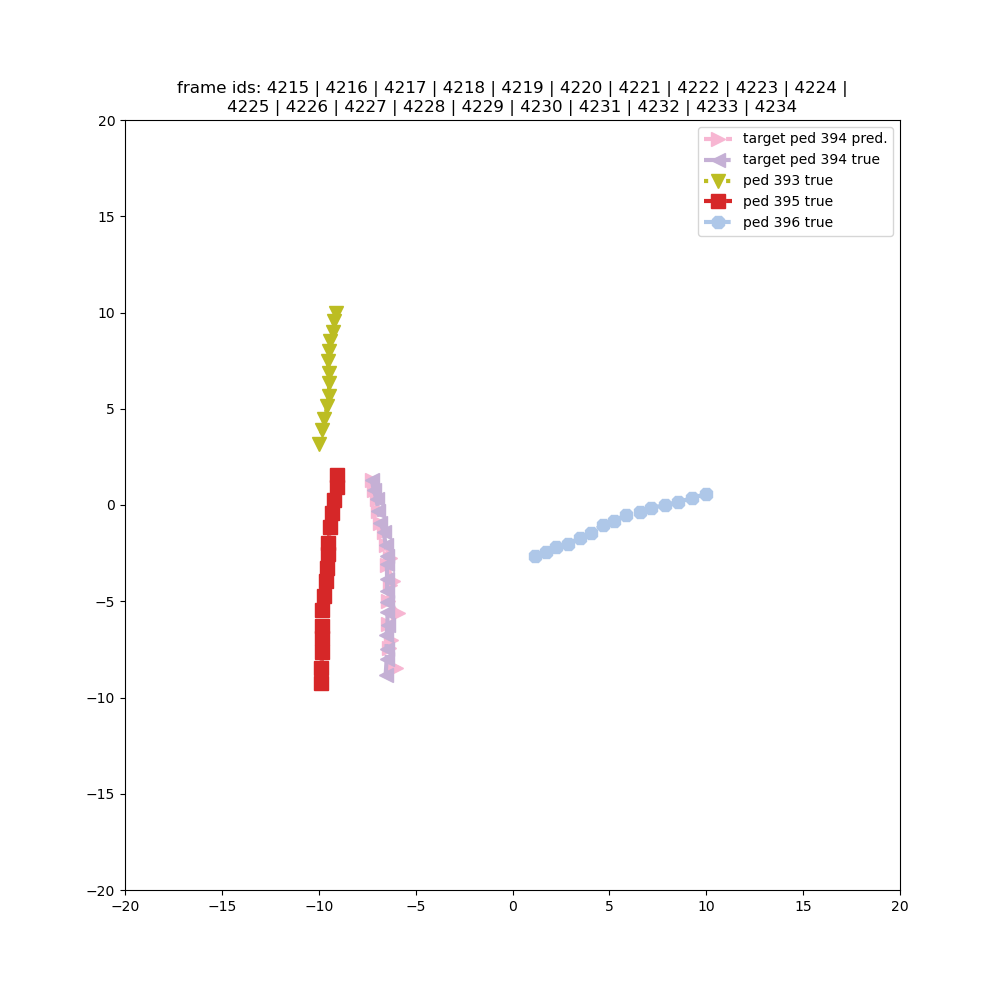 frame ids: 4215 | 4216 | 4217 | 4218 | 4219 | 4220 | 4221 | 4222 | 4223 | 4224 |
4225 | 4226 | 4227 | 4228 | 4229 | 4230 | 4231 | 4232 | 4233 | 4234
target ped 394 pred.
target ped 394 true
ped 393 true
ped 395 true
ped 396 true
20
15
10
5
0
−5
−10
−15
−20
−20
−15
−10
−5
0
5
10
15
20